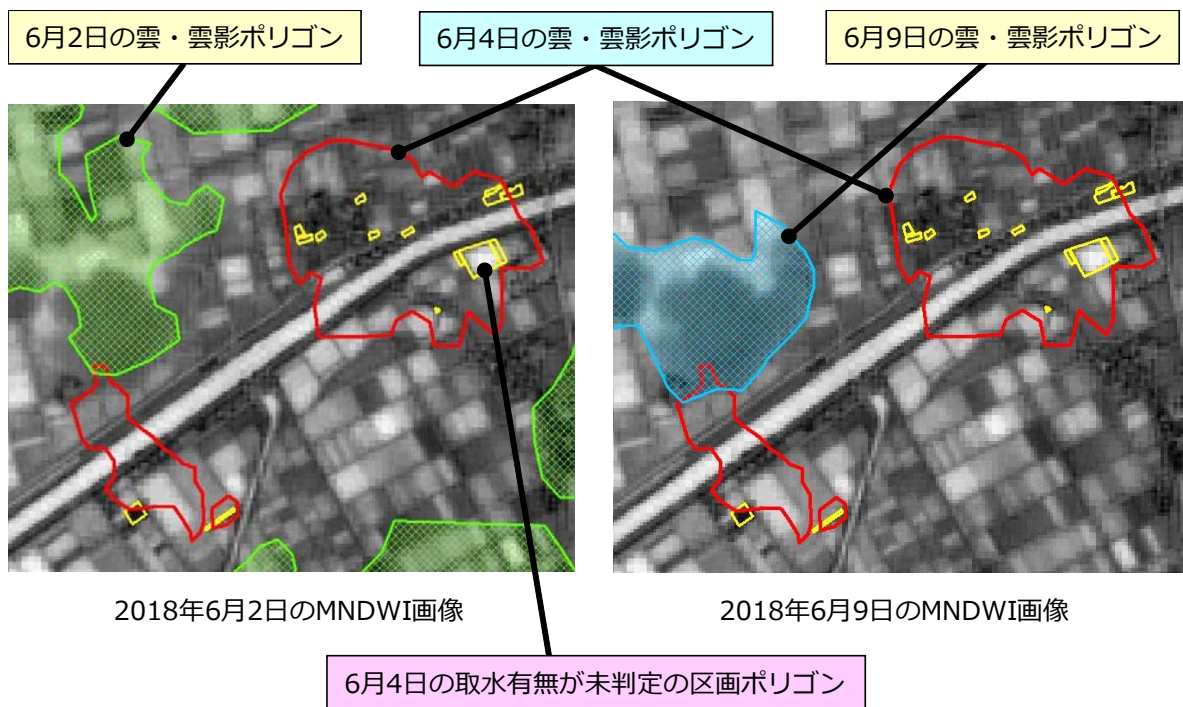 6月2日の雲・雲影ポリゴン
6月4日の雲・雲影ポリゴン
6月9日の雲・雲影ポリゴン
2018年6月2日のMNDWI画像
2018年6月9日のMNDWI画像
6月4日の取水有無が未判定の区画ポリゴン